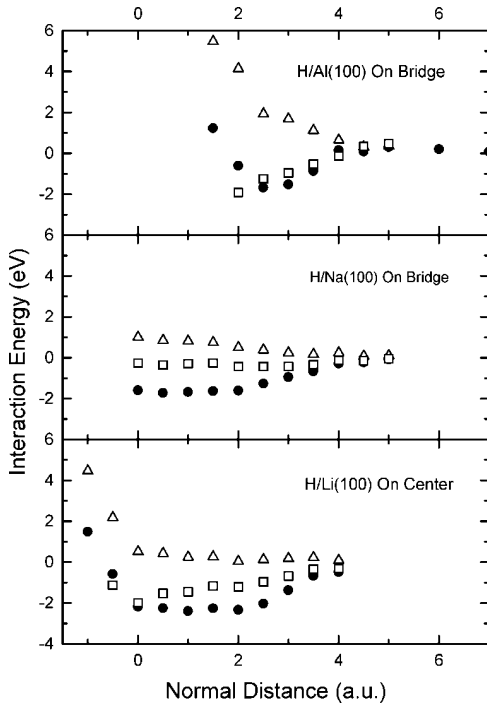 0 2 4 6
6
4
2
0
-2
H/Al(100) On Bridge
6
4
2
0
-2
H/Na(100) On Bridge
6
4
2
0
-2
-4
H/Li(100) On Center
0 2 4 6
Interaction Energy (eV)
Normal Distance (a.u.)